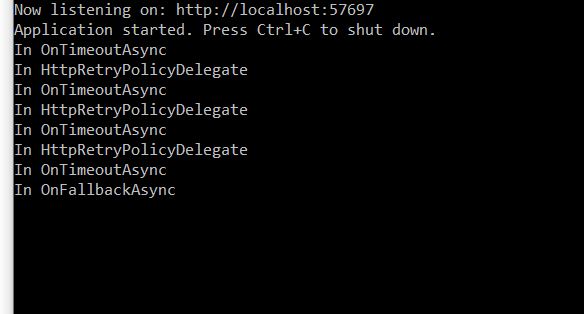 Now listening on: http://localhost:57697
Application started. Press Ctrl+C to shut down.
In OnTimeoutAsync
In HttpRetryPolicyDelegate
In OnTimeoutAsync
In HttpRetryPolicyDelegate
In OnTimeoutAsync
In HttpRetryPolicyDelegate
In OnTimeoutAsync
In OnFallbackAsync